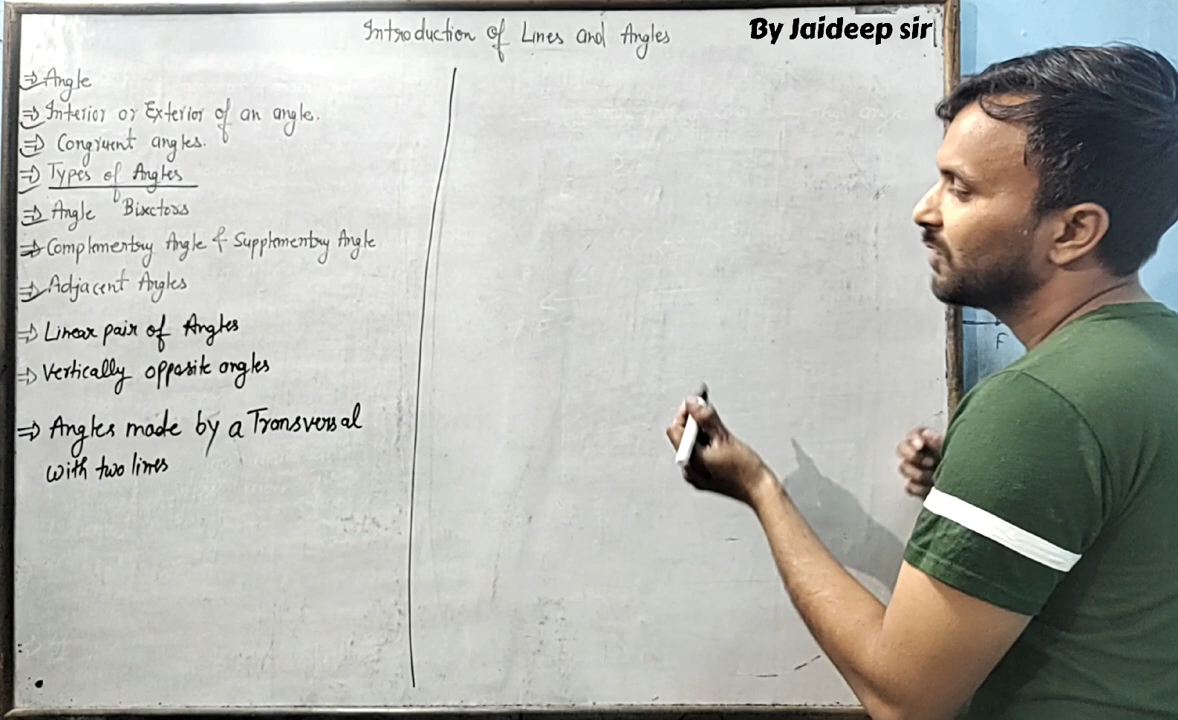 Introduction of Lines and Angles
By Jaideep sir
⇒ Angle
⇒ Interior or Exterior of an angle.
⇒ Congruent angles.
⇒ Types of Angles
⇒ Angle Bisectors
⇒ Complementry Angle & Supplementry Angle
⇒ Adjacent Angles
⇒ Linear pair of Angles
⇒ Vertically opposite angles
⇒ Angles made by a Transversal
with two lines
F